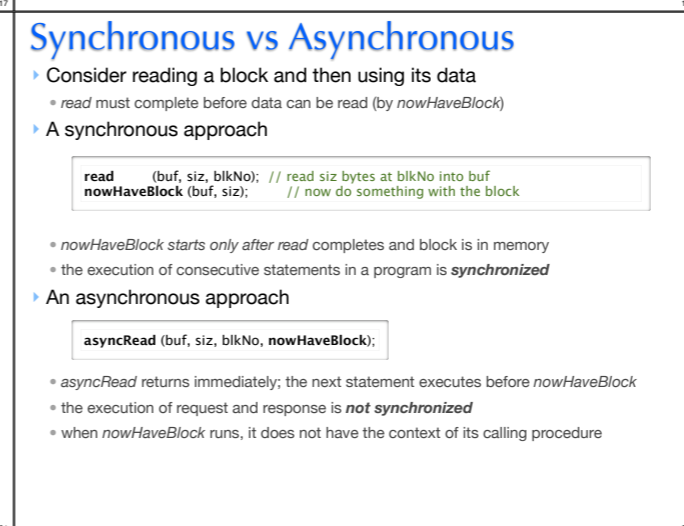 17
Synchronous vs Asynchronous
Consider reading a block and then using its data
read must complete before data can be read (by nowHaveBlock)
A synchronous approach
read (buf, siz, blkNo); // read siz bytes at blkNo into buf
nowHaveBlock (buf, siz); // now do something with the block
nowHaveBlock starts only after read completes and block is in memory
the execution of consecutive statements in a program is synchronized
An asynchronous approach
asyncRead (buf, siz, blkNo, nowHaveBlock);
asyncRead returns immediately; the next statement executes before nowHaveBlock
the execution of request and response is not synchronized
when nowHaveBlock runs, it does not have the context of its calling procedure